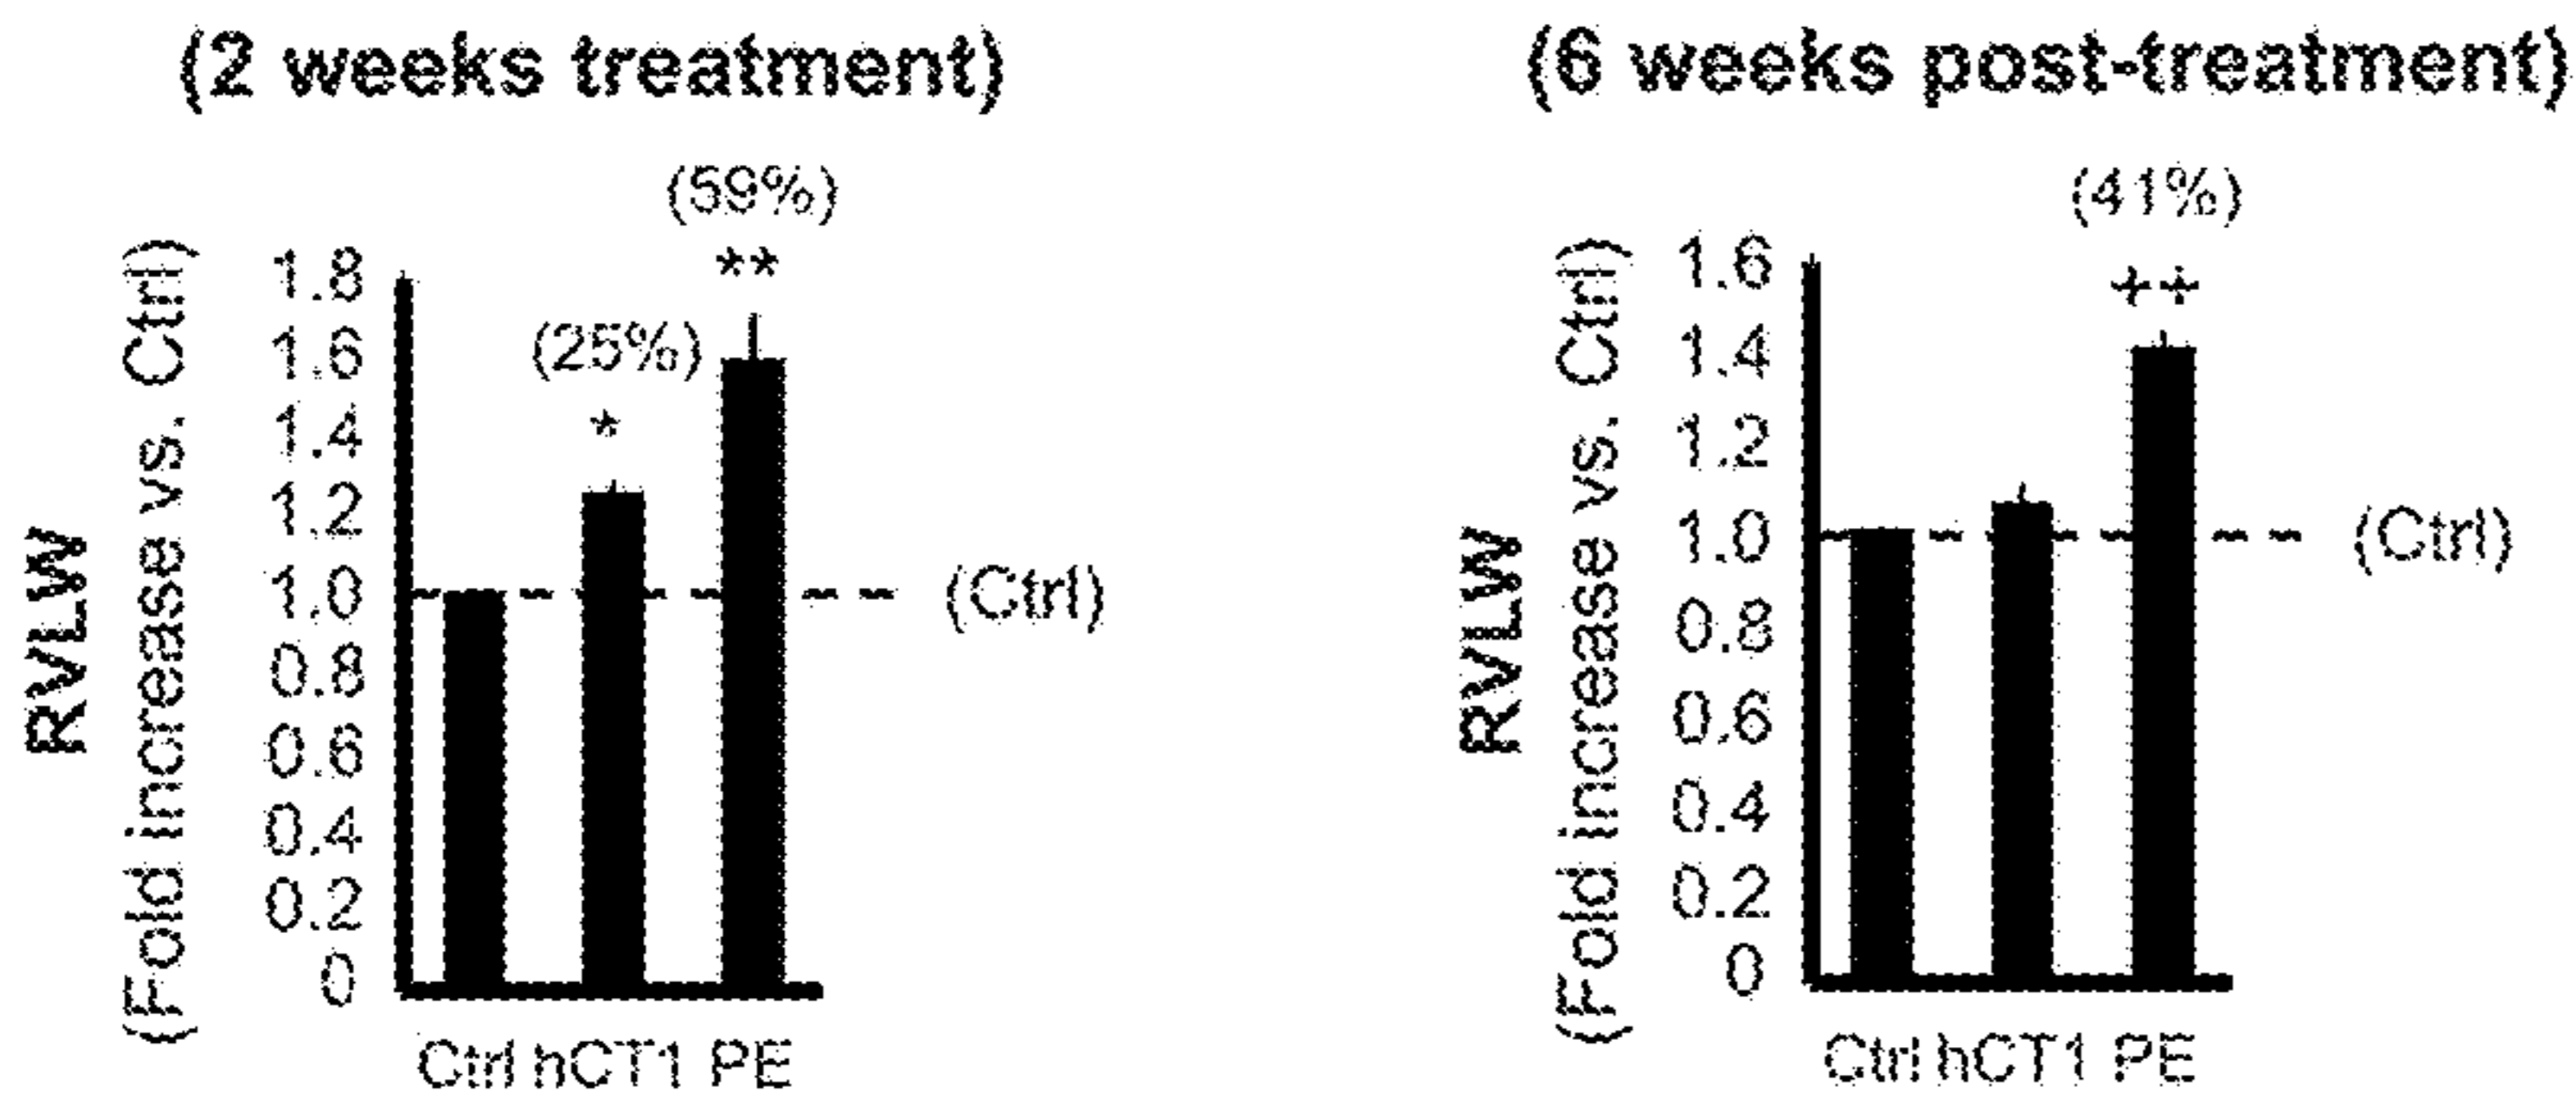 (2 weeks treatment)
RVLW
(Fold increase vs. Ctrl)
1.8
1.6
1.4
1.2
1.0
0.8
0.6
0.4
0.2
0
(59%)
**
(25%)
*
(Ctrl)
Ctrl hCT1 PE
(6 weeks post-treatment)
RVLW
(Fold increase vs. Ctrl)
1.6
1.4
1.2
1.0
0.8
0.6
0.4
0.2
0
(41%)
++
(Ctrl)
Ctrl hCT1 PE